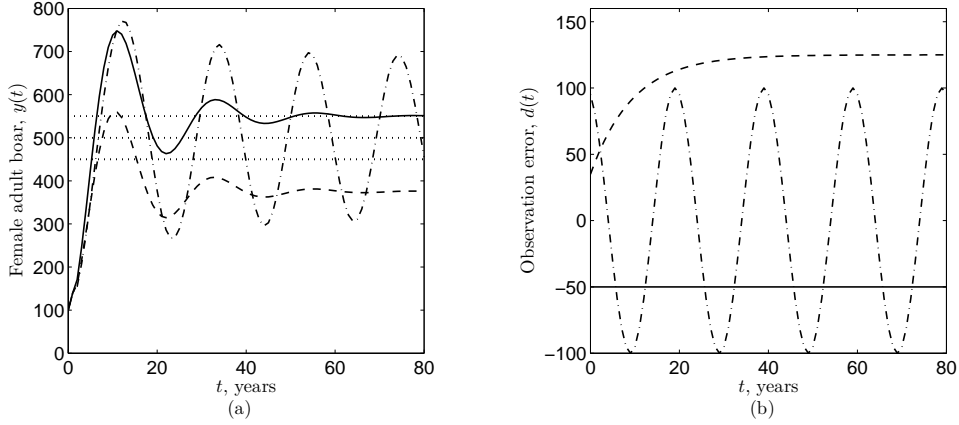 800
700
600
500
400
300
200
100
0
0 20 40 60 80
Female adult boar, y(t)
t, years
(a)
150
100
50
0
−50
−100
0 20 40 60 80
Observation error, d(t)
t, years
(b)